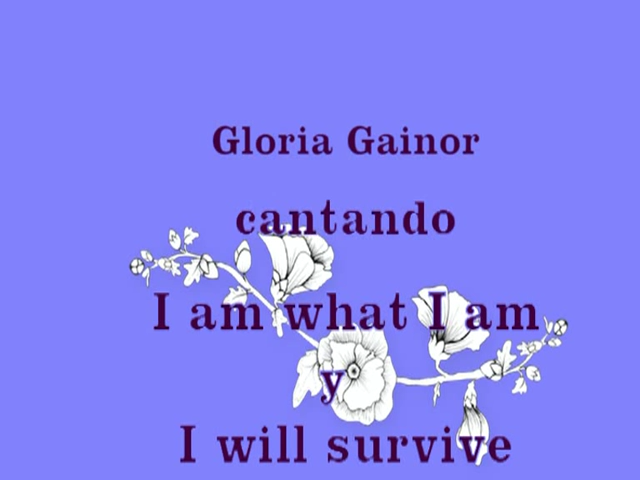 Gloria Gainor
cantando
I am what I am
y
I will survive